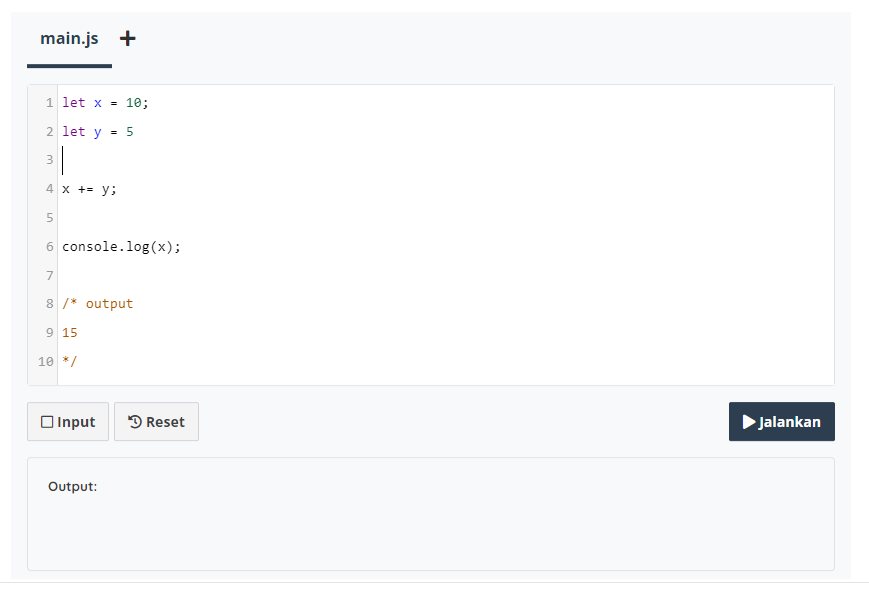 main.js +
1 let x = 10;
2 let y = 5
3
4 x += y;
5
6 console.log(x);
7
8 /* output
9 15
10 */
Input Reset Jalankan
Output: